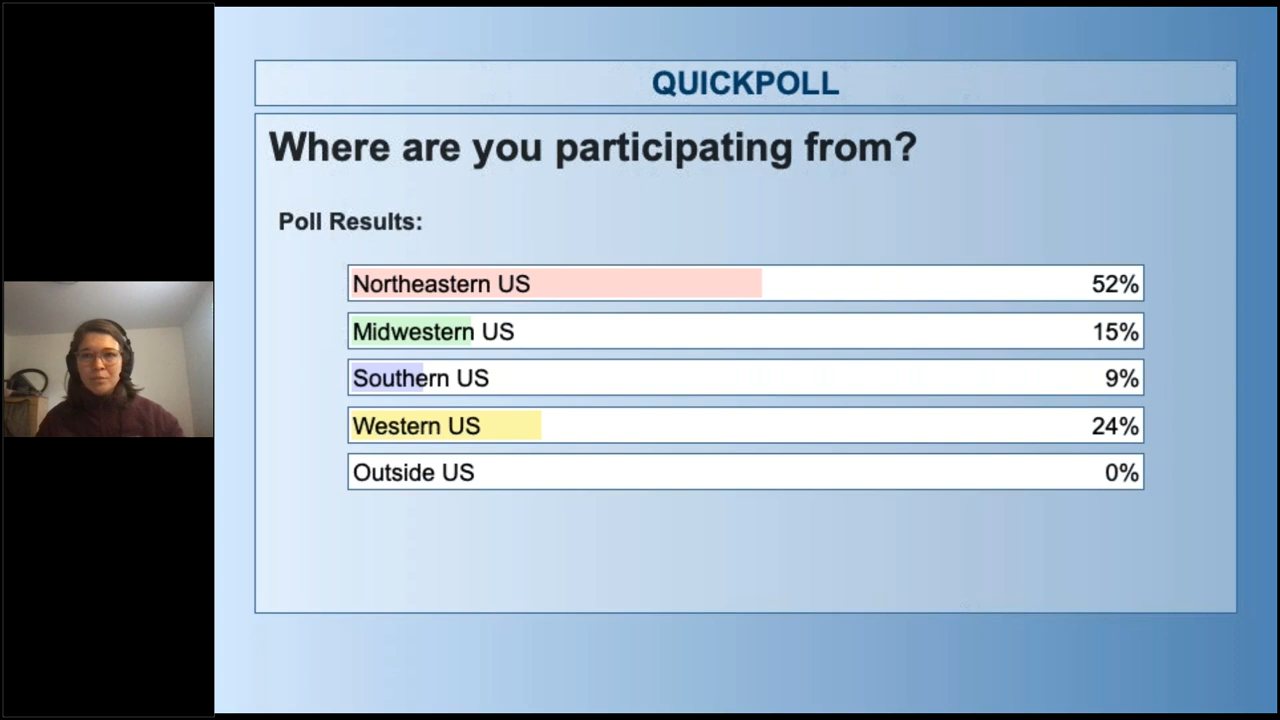 QUICKPOLL
Where are you participating from?
Poll Results:
Northeastern US 52%
Midwestern US 15%
Southern US 9%
Western US 24%
Outside US 0%